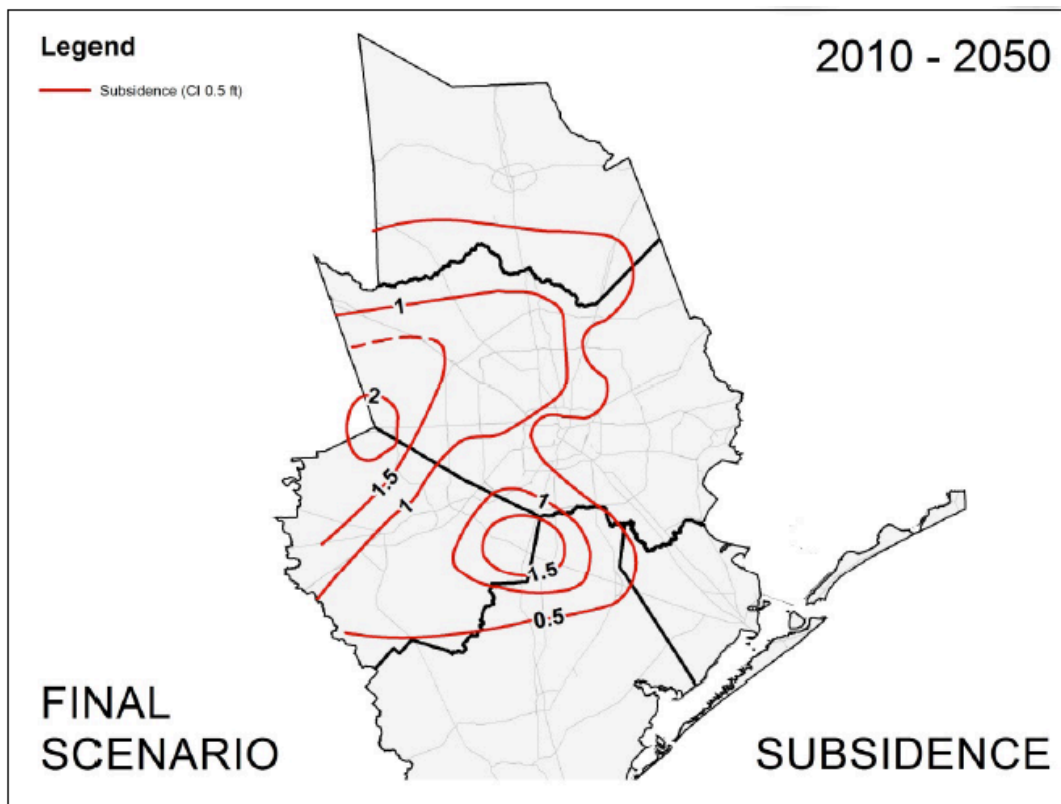 Legend
2010 - 2050
Subsidence (CI 0.5 ft)
1
2
1.5
1
1
1.5
0.5
FINAL
SCENARIO
SUBSIDENCE